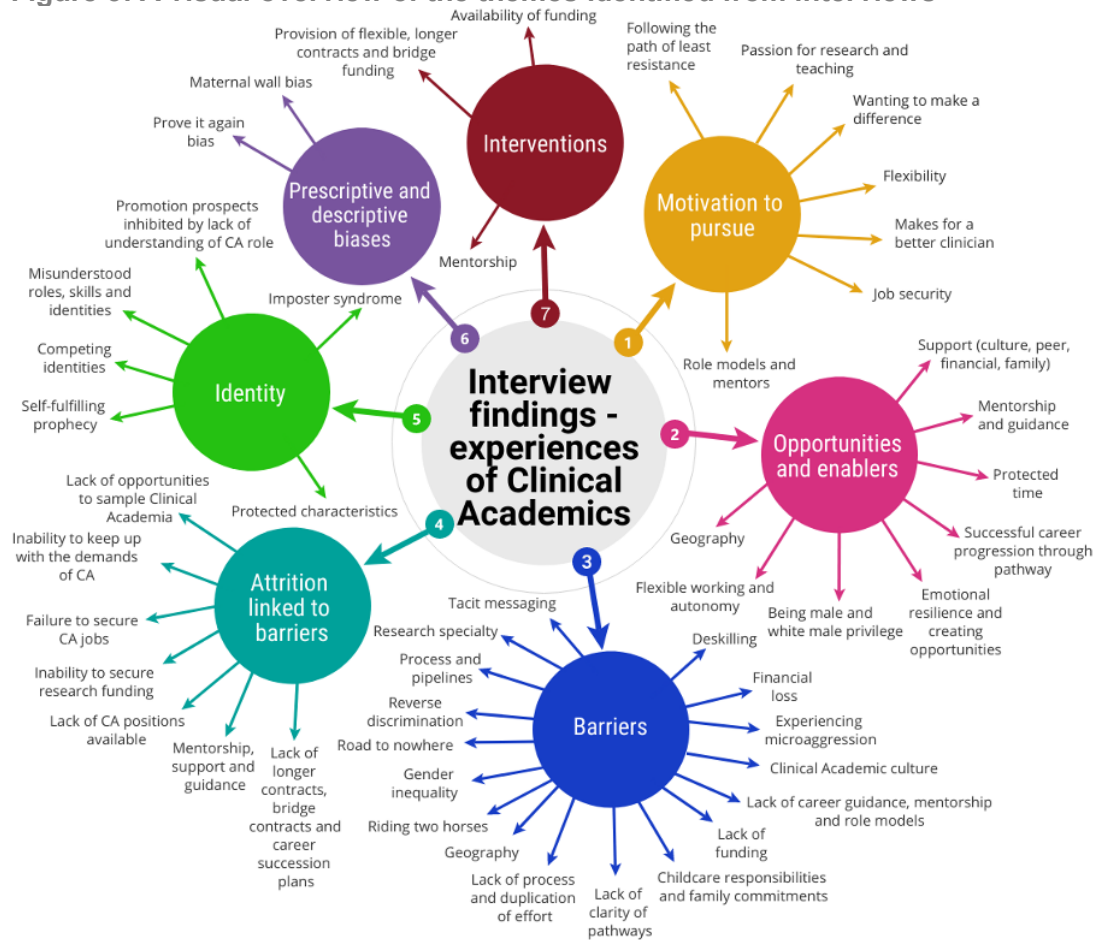 Availability of funding
Provision of flexible, longer
contracts and bridge
funding
Mentorship
Interventions
7
Following the
path of least
resistance
Passion for research and
teaching
Wanting to make a
difference
Flexibility
Makes for a
better clinician
Job security
Role models and
mentors
Motivation to
pursue
1
Support (culture, peer,
financial, family)
Mentorship
and guidance
Protected
time
Successful career
progression through
pathway
Emotional
resilience and
creating
opportunities
Being male and
white male privilege
Flexible working and
autonomy
Geography
Opportunities
and enablers
2
Interview
findings -
experiences
of Clinical
Academics
3
Barriers
Deskilling
Financial
loss
Experiencing
microaggression
Clinical Academic culture
Lack of career guidance, mentorship
and role models
Lack of
funding
Childcare responsibilities
and family commitments
Lack of
clarity of
pathways
Lack of process
and duplication
of effort
Geography
Riding two horses
Gender
inequality
Road to nowhere
Reverse
discrimination
Process and
pipelines
Research specialty
Tacit messaging
4
Attrition
linked to
barriers
Lack of opportunities
to sample Clinical
Academia
Inability to keep up
with the demands
of CA
Failure to secure
CA jobs
Inability to secure
research funding
Lack of CA positions
available
Mentorship,
support and
guidance
Lack of
longer
contracts,
bridge
contracts and
career
succession
plans
5
Identity
Promotion prospects
inhibited by lack of
understanding of CA role
Misunderstood
roles, skills and
identities
Competing
identities
Self-fulfilling
prophecy
Imposter syndrome
Protected characteristics
6
Prescriptive and
descriptive
biases
Maternal wall bias
Prove it again
bias